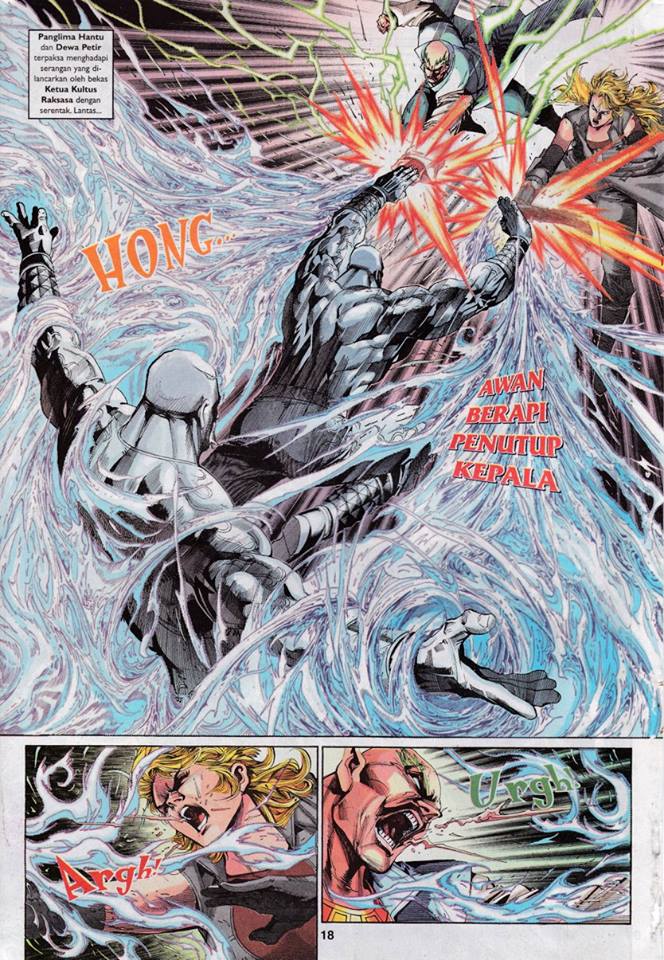 Panglima Hantu
dan Dewa Petir
terpaksa menghadapi
serangan yang di-
lancarkan oleh bekas
Ketua Kultus
Raksasa dengan
serentak. Lantas...
HONG...
AWAN
BERAPI
PENUTUP
KEPALA
Argh!
Urgh!
18